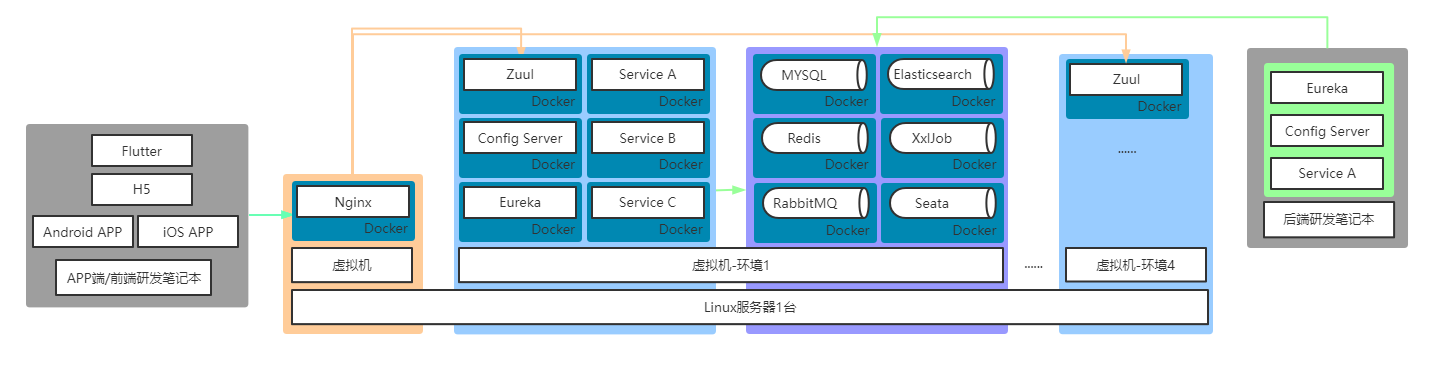 Flutter
H5
Android APP
iOS APP
APP端/前端研发笔记本
Nginx
Docker
虚拟机
Zuul
Docker
Service A
Docker
Config Server
Docker
Service B
Docker
Eureka
Docker
Service C
Docker
MYSQL
Docker
Elasticsearch
Docker
Redis
Docker
XxlJob
Docker
RabbitMQ
Docker
Seata
Docker
虚拟机-环境1
......
Zuul
Docker
......
虚拟机-环境4
Linux服务器1台
Eureka
Config Server
Service A
后端研发笔记本